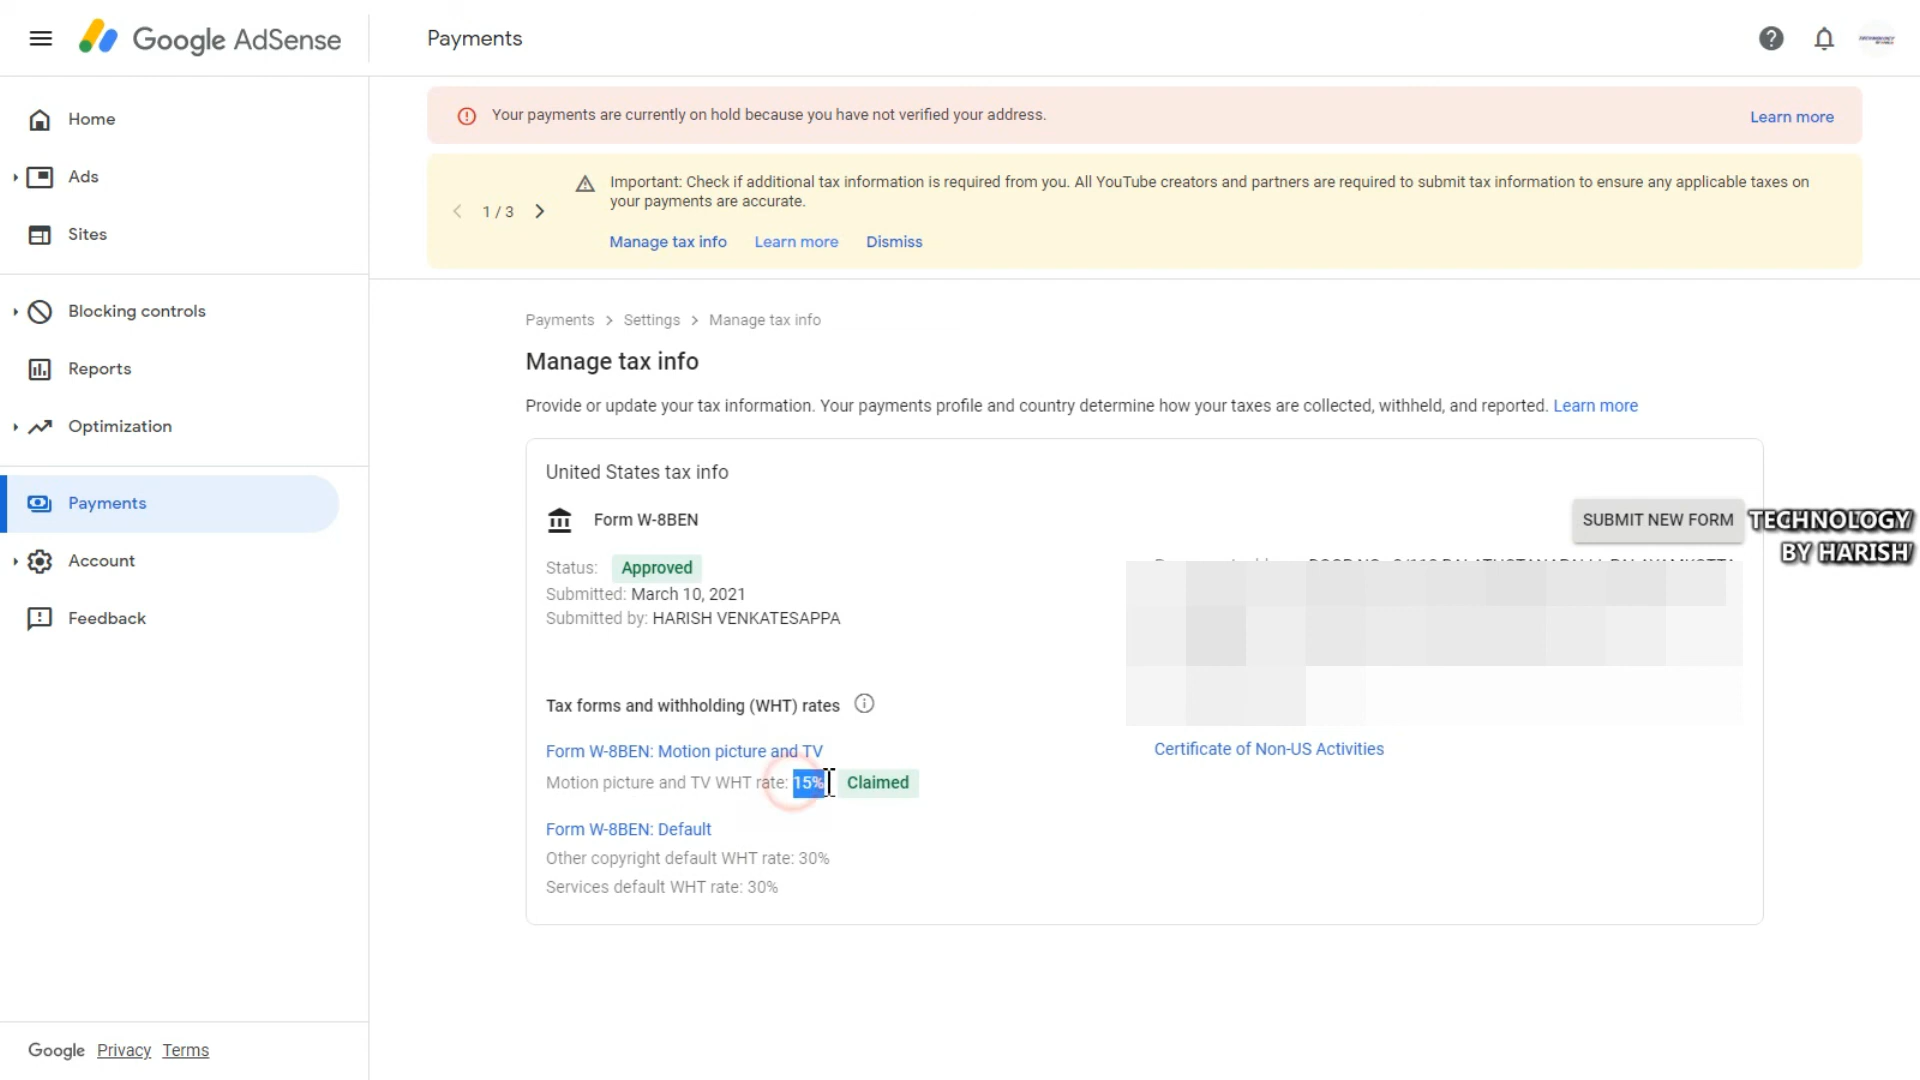 Google AdSense
Payments
Your payments are currently on hold because you have not verified your address.
Learn more
Important: Check if additional tax information is required from you. All YouTube creators and partners are required to submit tax information to ensure any applicable taxes on
your payments are accurate.
1 / 3
Manage tax info
Learn more
Dismiss
Home
Ads
Sites
Blocking controls
Reports
Optimization
Payments
Account
Feedback
Payments > Settings > Manage tax info
Manage tax info
Provide or update your tax information. Your payments profile and country determine how your taxes are collected, withheld, and reported. Learn more
United States tax info
Form W-8BEN
SUBMIT NEW FORM
TECHNOLOGY
BY HARISH
Status: Approved
Submitted: March 10, 2021
Submitted by: HARISH VENKATESAPPA
Tax forms and withholding (WHT) rates
Form W-8BEN: Motion picture and TV
Motion picture and TV WHT rate: 15% Claimed
Certificate of Non-US Activities
Form W-8BEN: Default
Other copyright default WHT rate: 30%
Services default WHT rate: 30%
Google Privacy Terms